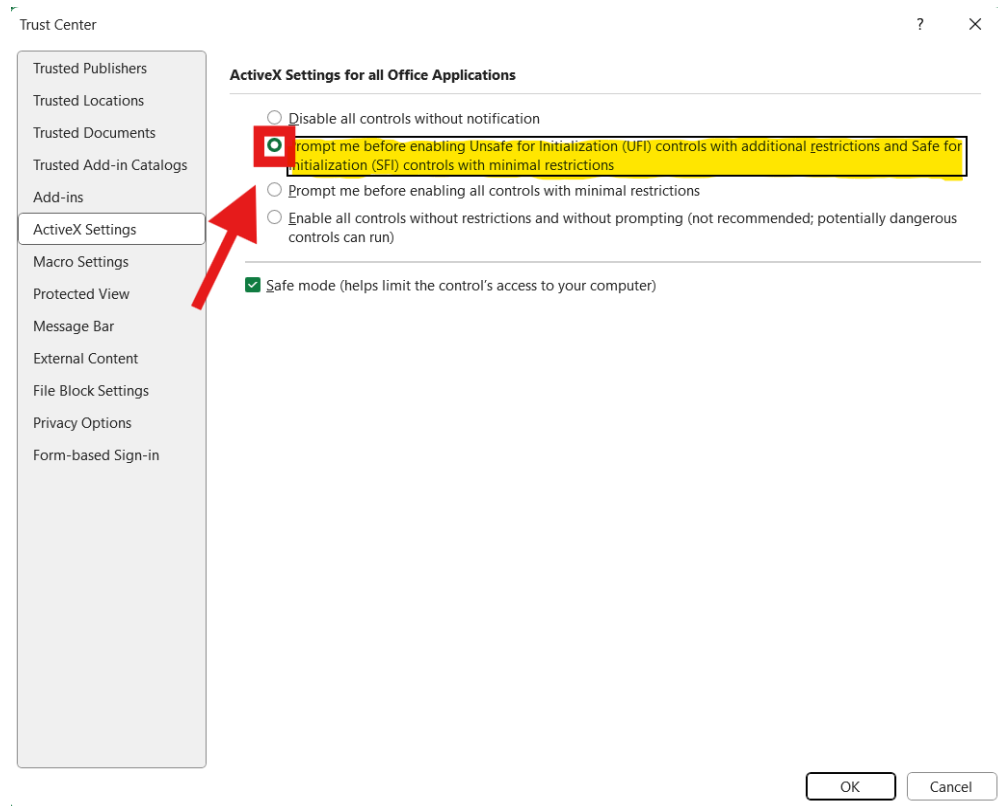 Trust Center
?
Trusted Publishers
Trusted Locations
Trusted Documents
Trusted Add-in Catalogs
Add-ins
ActiveX Settings
Macro Settings
Protected View
Message Bar
External Content
File Block Settings
Privacy Options
Form-based Sign-in
ActiveX Settings for all Office Applications
Disable all controls without notification
Prompt me before enabling Unsafe for Initialization (UFI) controls with additional restrictions and Safe for
Initialization (SFI) controls with minimal restrictions
Prompt me before enabling all controls with minimal restrictions
Enable all controls without restrictions and without prompting (not recommended; potentially dangerous
controls can run)
Safe mode (helps limit the control's access to your computer)
OK
Cancel